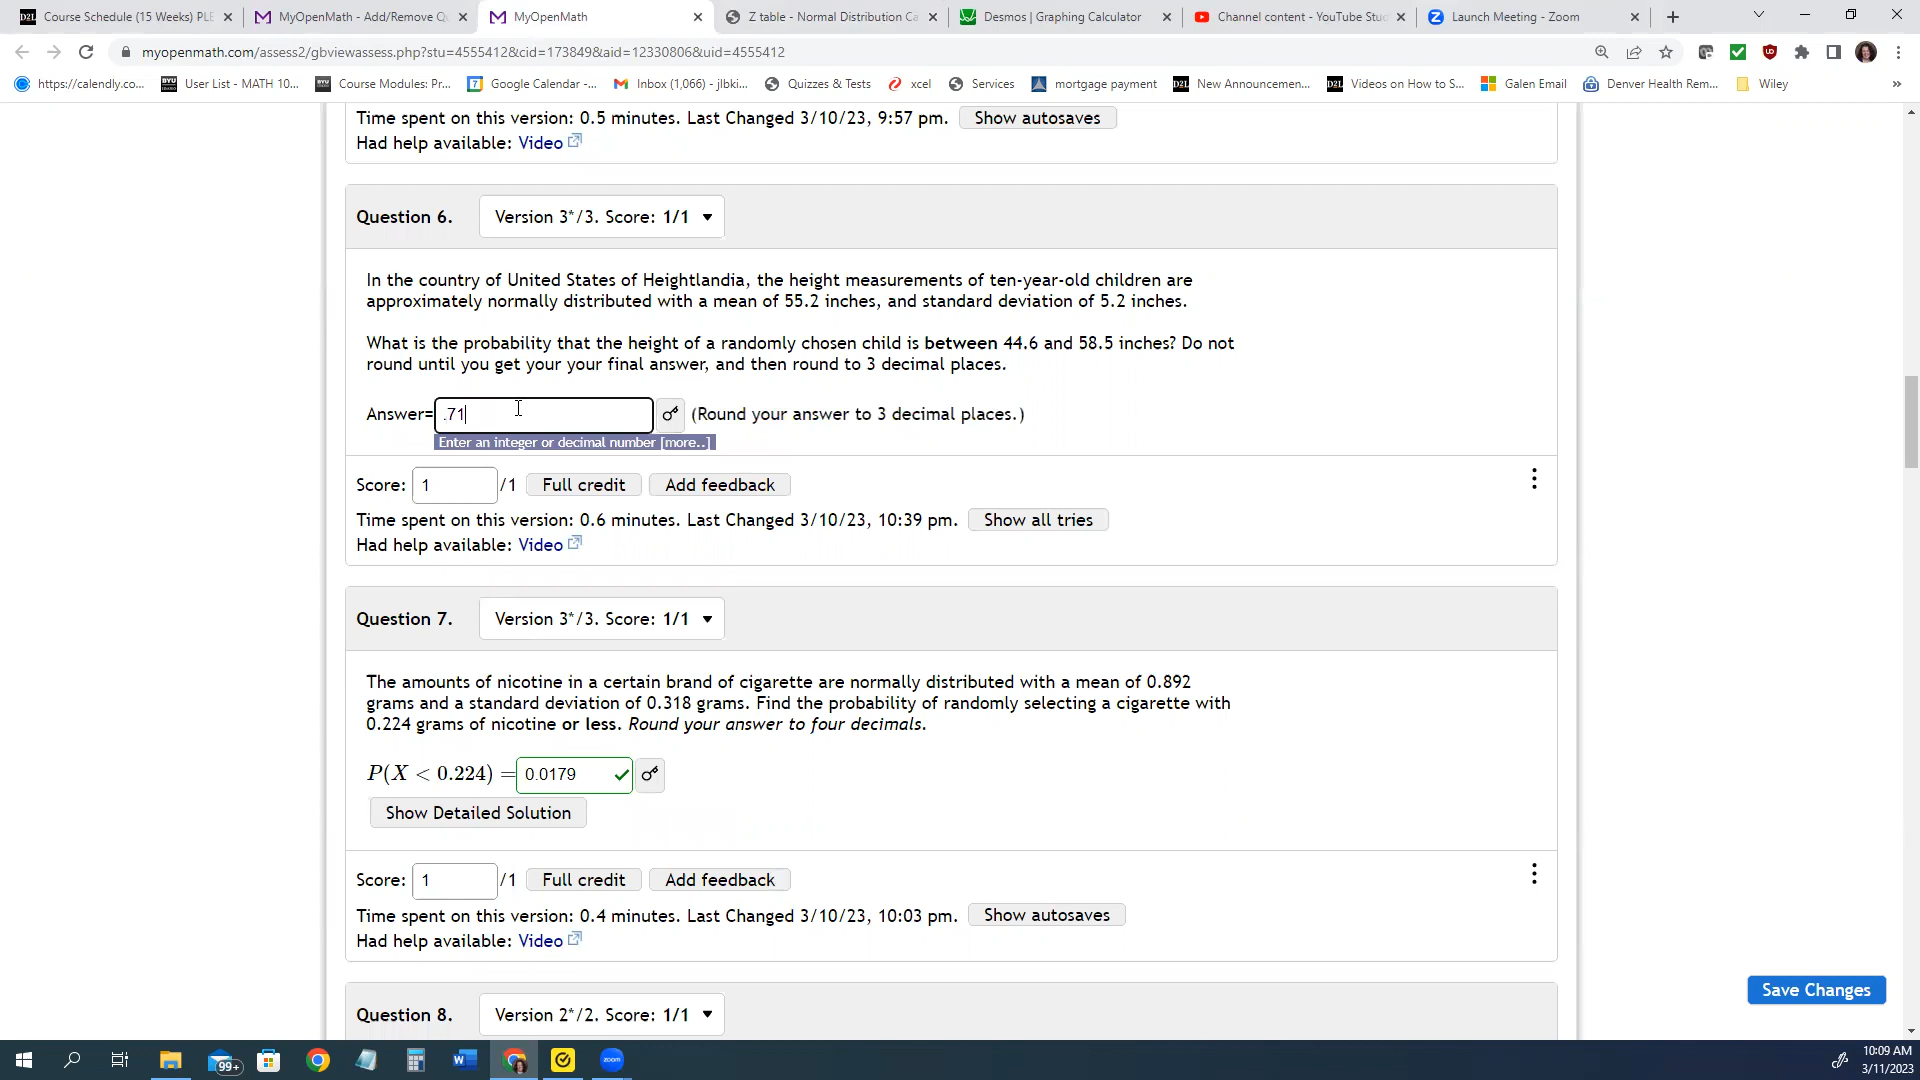 Course Schedule (15 Weeks) PLE
MyOpenMath - Add/Remove Qu
MyOpenMath
Z table - Normal Distribution Ca
Desmos | Graphing Calculator
Channel content - YouTube Stud
Launch Meeting - Zoom
myopenmath.com/assess2/gbviewassess.php?stu=4555412&cid=173849&aid=12330806&uid=4555412
https://calendly.co...
User List - MATH 10...
Course Modules: Pr...
Google Calendar -...
Inbox (1,066) - jlbki...
Quizzes & Tests
xcel
Services
mortgage payment
New Announcemen...
Videos on How to S...
Galen Email
Denver Health Rem...
Wiley
»
Time spent on this version: 0.5 minutes. Last Changed 3/10/23, 9:57 pm. Show autosaves
Had help available: Video
Question 6. Version 3*/3. Score: 1/1
In the country of United States of Heightlandia, the height measurements of ten-year-old children are
approximately normally distributed with a mean of 55.2 inches, and standard deviation of 5.2 inches.
What is the probability that the height of a randomly chosen child is between 44.6 and 58.5 inches? Do not
round until you get your your final answer, and then round to 3 decimal places.
Answer= .71 (Round your answer to 3 decimal places.)
Enter an integer or decimal number [more..]
Score: 1 /1 Full credit Add feedback
Time spent on this version: 0.6 minutes. Last Changed 3/10/23, 10:39 pm. Show all tries
Had help available: Video
Question 7. Version 3*/3. Score: 1/1
The amounts of nicotine in a certain brand of cigarette are normally distributed with a mean of 0.892
grams and a standard deviation of 0.318 grams. Find the probability of randomly selecting a cigarette with
0.224 grams of nicotine or less. Round your answer to four decimals.
P(X < 0.224) = 0.0179
Show Detailed Solution
Score: 1 /1 Full credit Add feedback
Time spent on this version: 0.4 minutes. Last Changed 3/10/23, 10:03 pm. Show autosaves
Had help available: Video
Save Changes
Question 8. Version 2*/2. Score: 1/1
99+
zoom
10:09 AM
3/11/2023